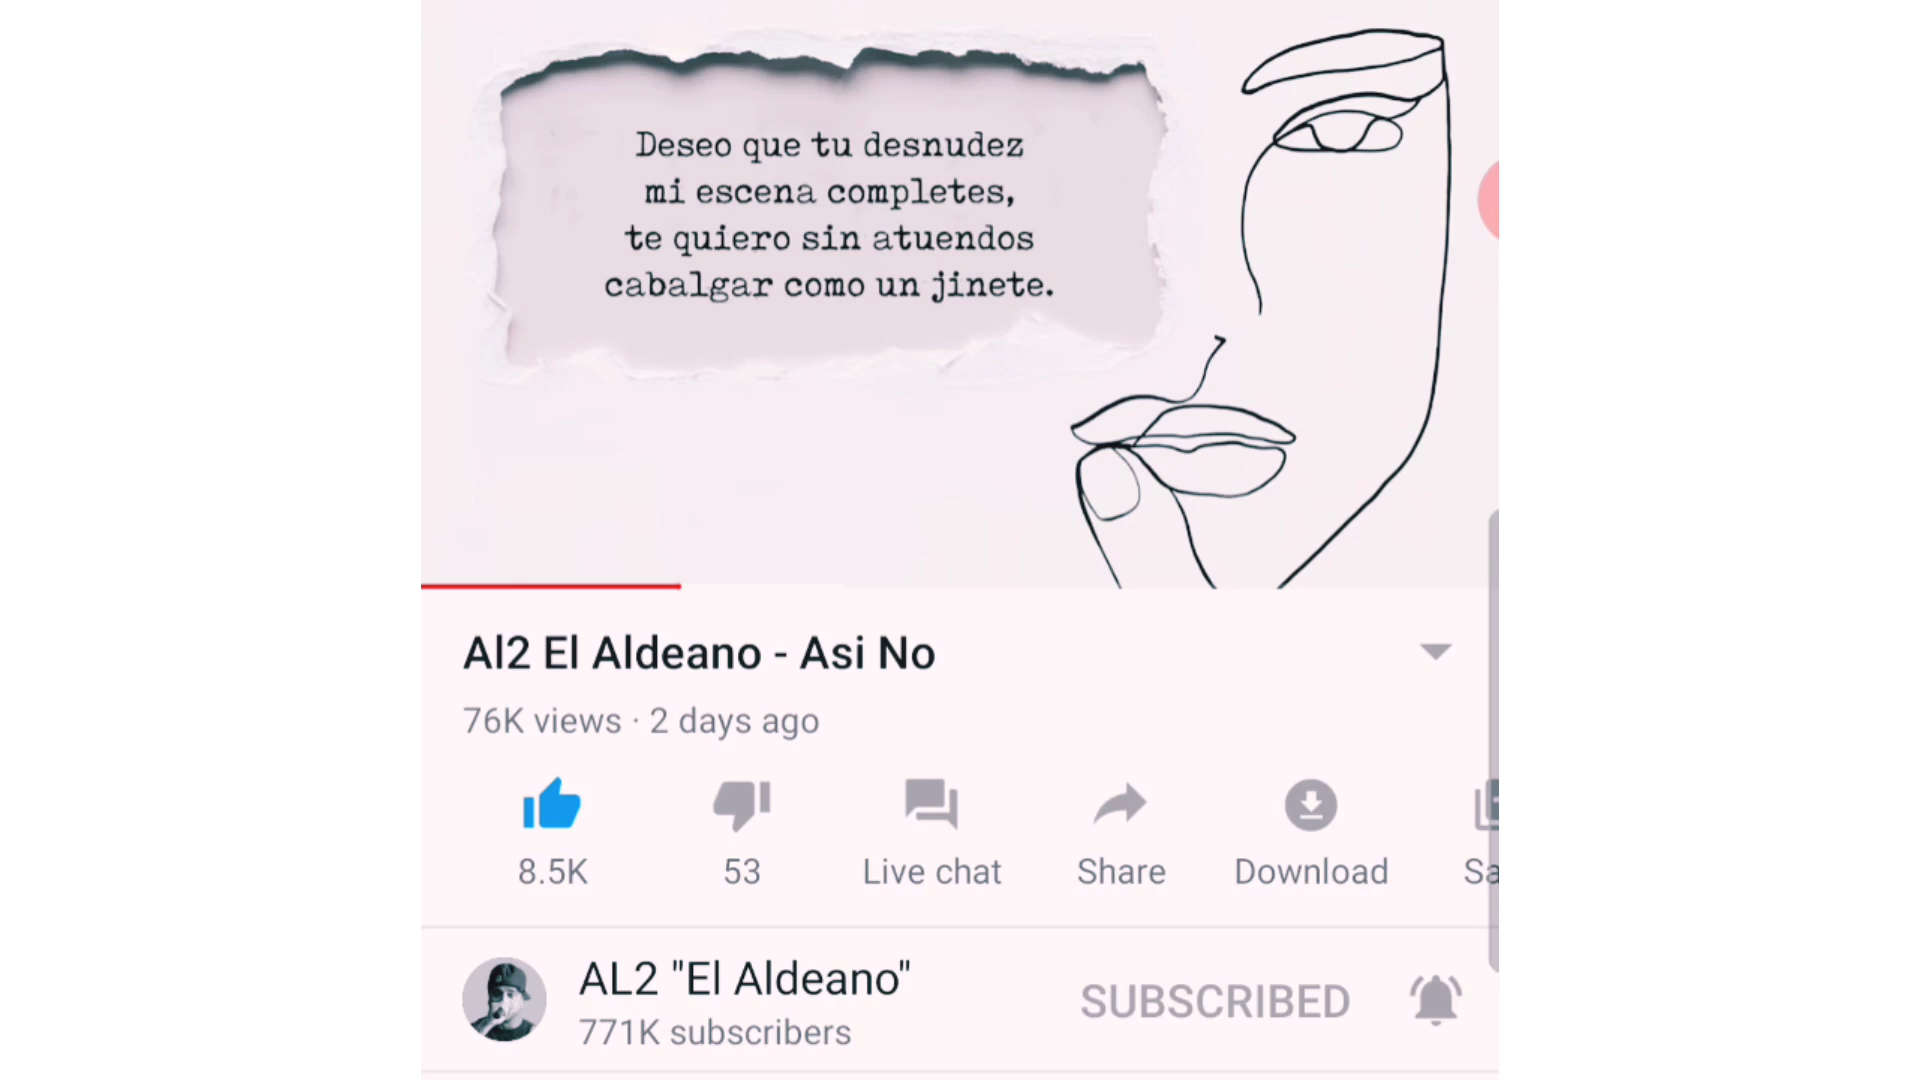 Deseo que tu desnudez
mi escena completes,
te quiero sin atuendos
cabalgar como un jinete.
Al2 El Aldeano - Asi No
76K views · 2 days ago
8.5K
53
Live chat
Share
Download
Sa
AL2 "El Aldeano"
771K subscribers
SUBSCRIBED